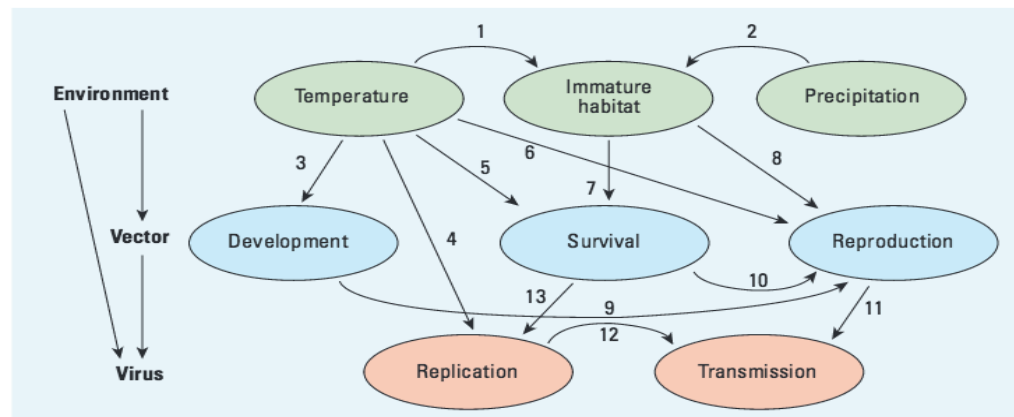 1
2
Environment
Temperature
Immature
habitat
Precipitation
3
5
6
7
8
Vector
Development
4
Survival
Reproduction
13
9
10
11
12
Virus
Replication
Transmission